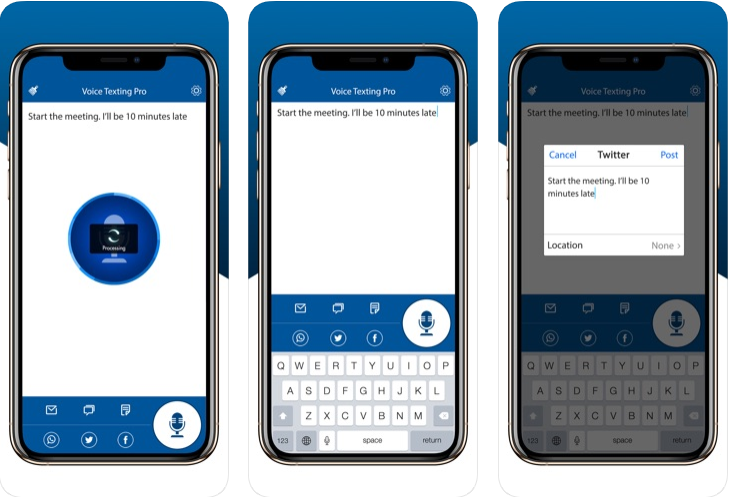 Voice Texting Pro
Start the meeting. I'll be 10 minutes late
Processing
Voice Texting Pro
Start the meeting. I'll be 10 minutes late
Q W E R T Y U I O P
A S D F G H J K L
Z X C V B N M
123 space return
Voice Texting Pro
Start the meeting. I'll be 10 minutes late
Cancel Twitter Post
Start the meeting. I'll be 10
minutes late
Location None >
Q W E R T Y U I O P
A S D F G H J K L
Z X C V B N M
123 space return